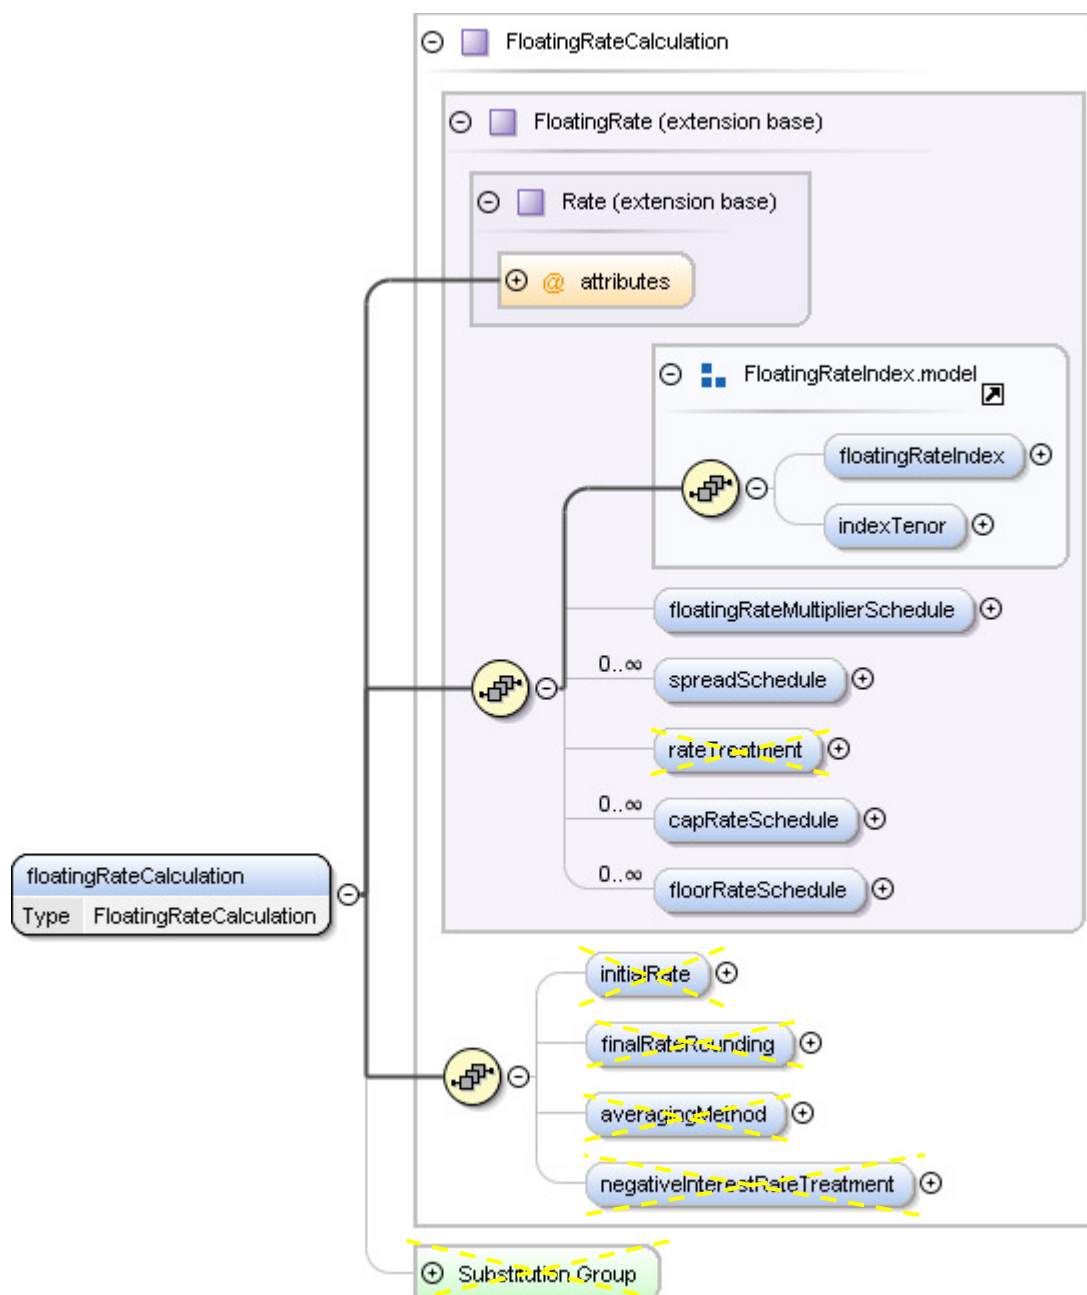 FloatingRateCalculation
FloatingRate (extension base)
Rate (extension base)
@ attributes
FloatingRateIndex.model
floatingRateIndex
indexTenor
floatingRateMultiplierSchedule
0..∞
spreadSchedule
rateTreatment
0..∞
capRateSchedule
0..∞
floorRateSchedule
floatingRateCalculation
Type FloatingRateCalculation
initialRate
finalRateRounding
averagingMethod
negativeInterestRateTreatment
Substitution Group